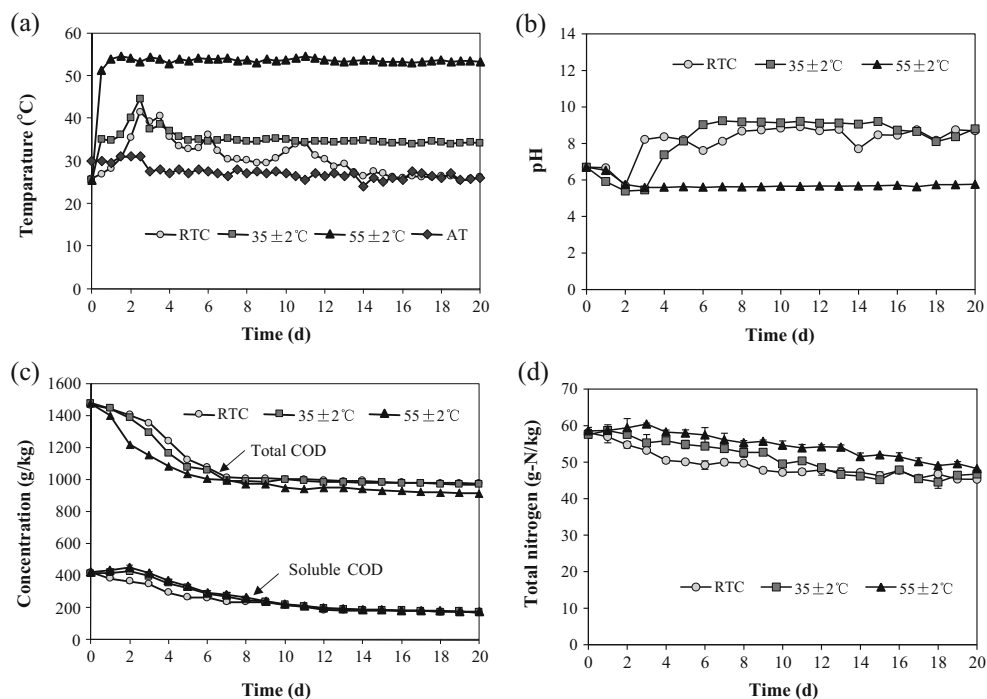 (a)
Temparature (°C)
60
50
40
30
20
10
0
RTC 35±2℃ 55±2℃ AT
0 2 4 6 8 10 12 14 16 18 20
Time (d)
(b)
pH
14
12
10
8
6
4
2
0
RTC 35±2℃ 55±2℃
0 2 4 6 8 10 12 14 16 18 20
Time (d)
(c)
Concentration (g/kg)
1600
1400
1200
1000
800
600
400
200
0
RTC 35±2℃ 55±2℃
Total COD
Soluble COD
0 2 4 6 8 10 12 14 16 18 20
Time (d)
(d)
Total nitrogen (g-N/kg)
70
60
50
40
30
20
10
0
RTC 35±2℃ 55±2℃
0 2 4 6 8 10 12 14 16 18 20
Time (d)